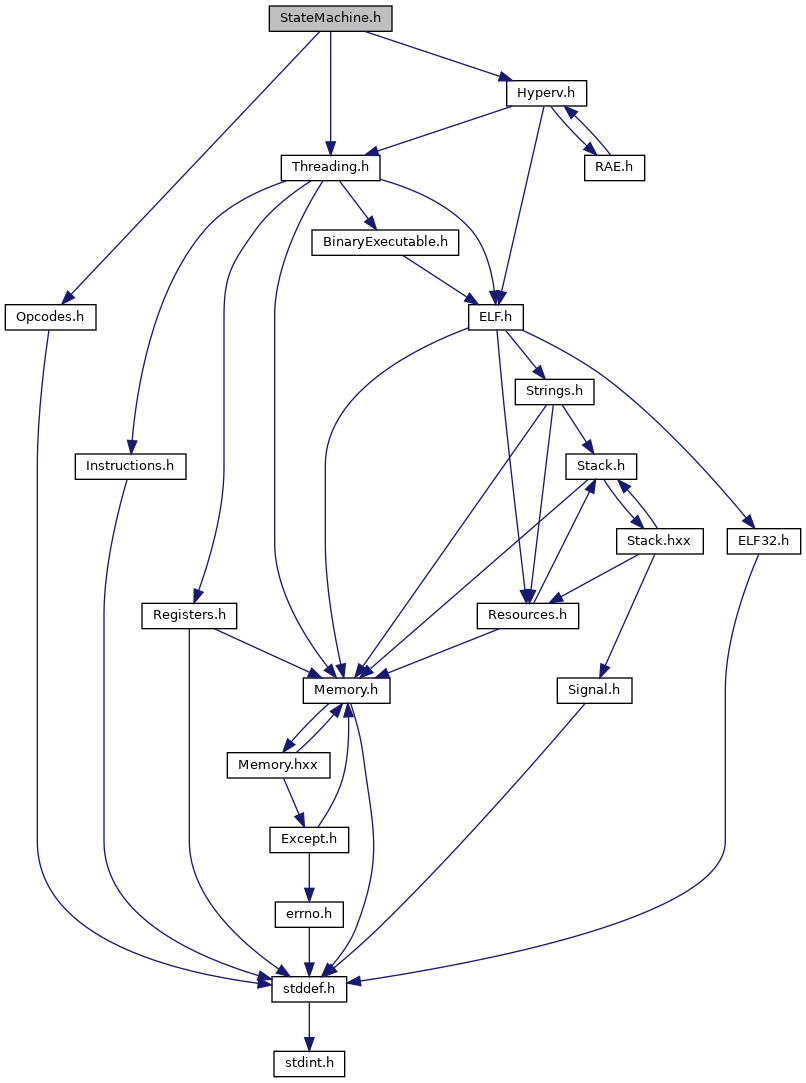 StateMachine.h
Hyperv.h
Threading.h
RAE.h
BinaryExecutable.h
Opcodes.h
ELF.h
Strings.h
Instructions.h
Stack.h
Stack.hxx
ELF32.h
Registers.h
Resources.h
Memory.h
Signal.h
Memory.hxx
Except.h
errno.h
stddef.h
stdint.h